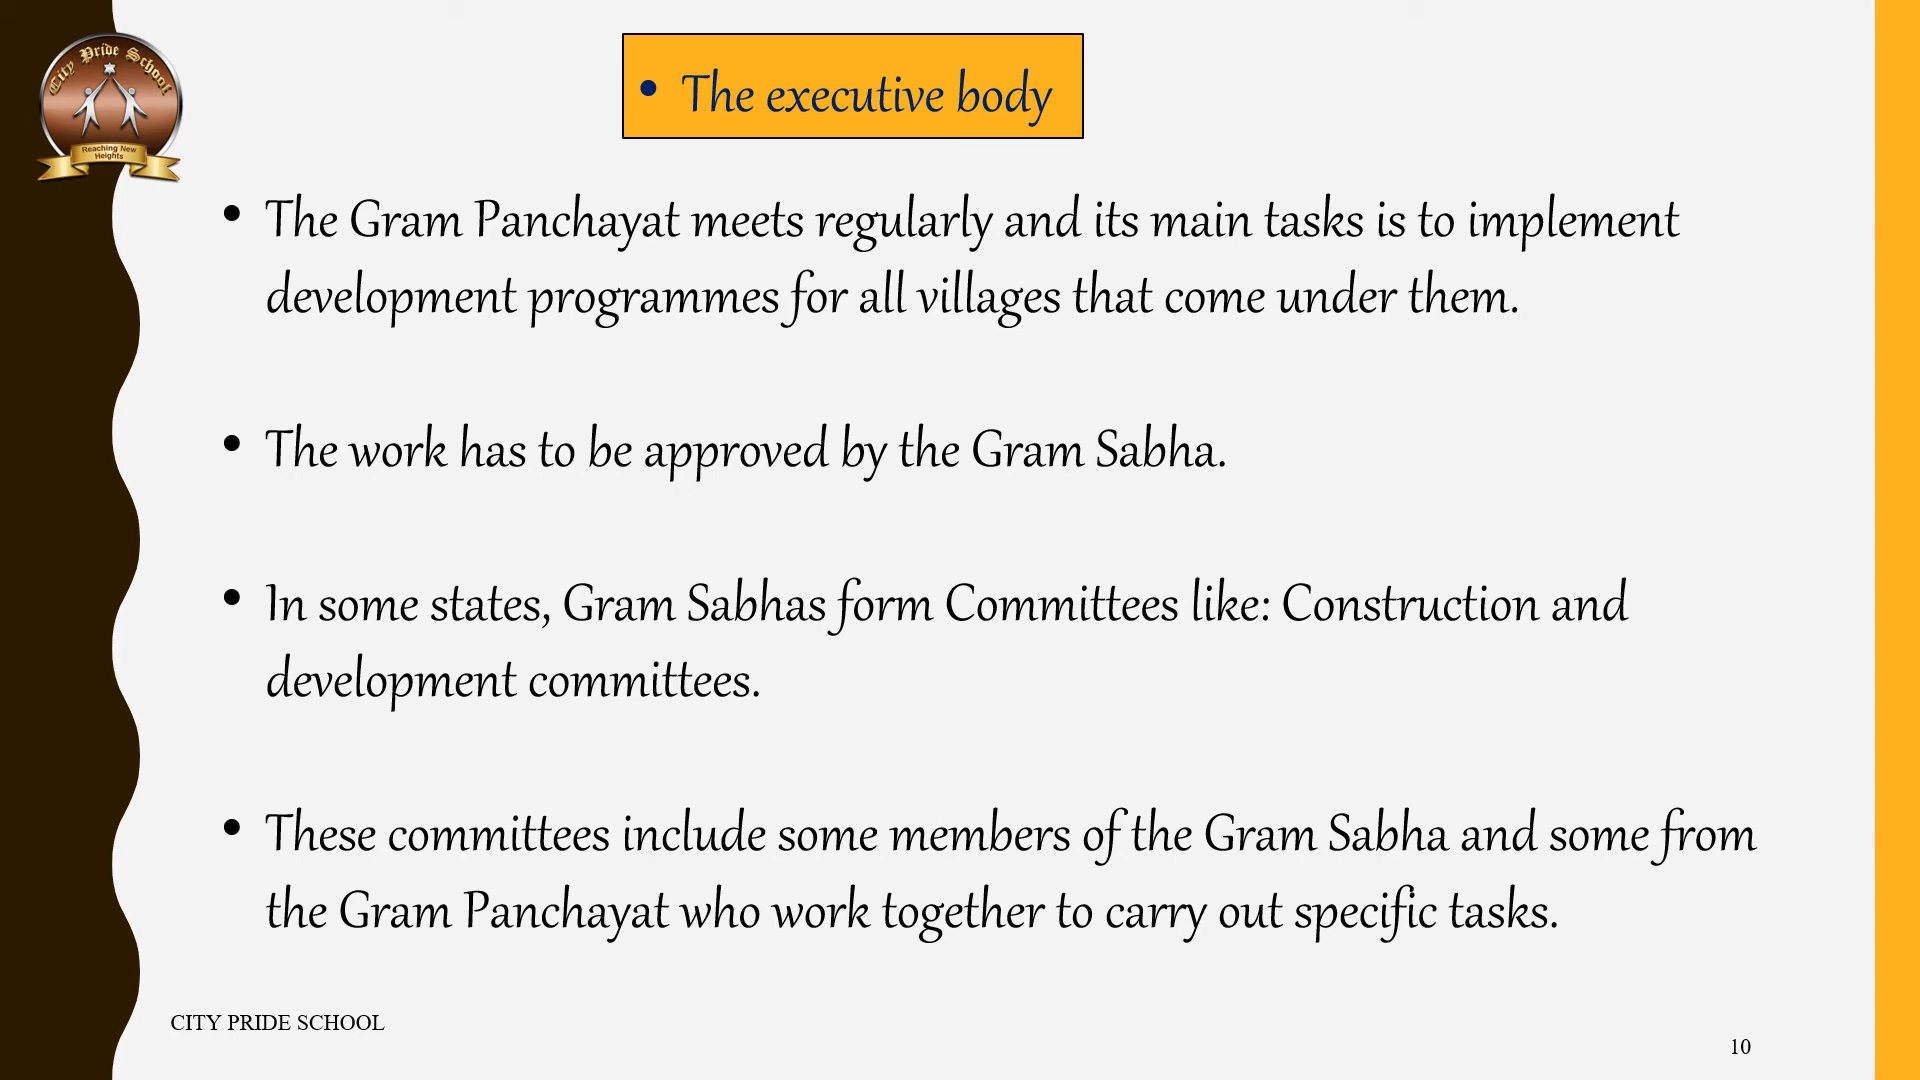 City Pride School
Reaching New
Heights
• The executive body
• The Gram Panchayat meets regularly and its main tasks is to implement
development programmes for all villages that come under them.
• The work has to be approved by the Gram Sabha.
• In some states, Gram Sabhas form Committees like: Construction and
development committees.
• These committees include some members of the Gram Sabha and some from
the Gram Panchayat who work together to carry out specific tasks.
CITY PRIDE SCHOOL
10